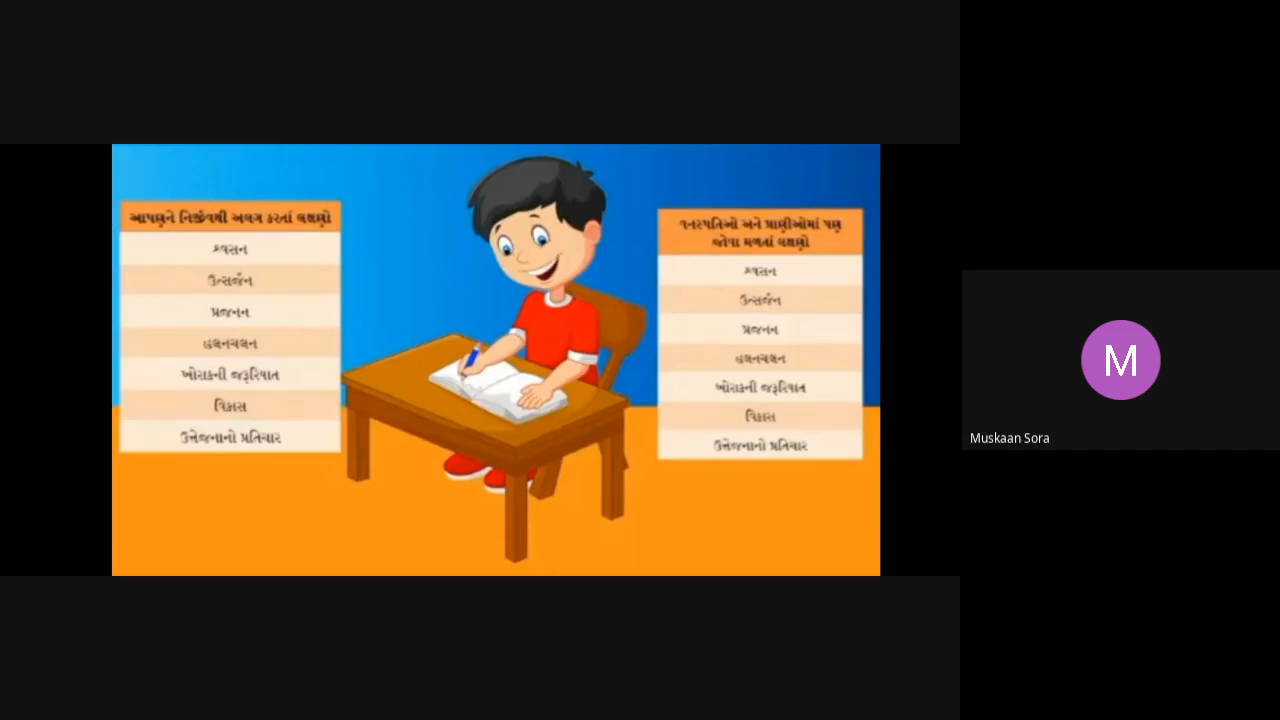 આપણને નિર્જીવથી અલગ કરતાં લક્ષણો
શ્વસન
ઉત્સર્જન
પ્રજનન
હલનચલન
ખોરાકની જરૂરિયાત
વિકાસ
ઉત્તેજનાનો પ્રતિચાર
વનસ્પતિઓ અને પ્રાણીઓમાં પણ
જોવા મળતાં લક્ષણો
શ્વસન
ઉત્સર્જન
પ્રજનન
હલનચલન
ખોરાકની જરૂરિયાત
વિકાસ
ઉત્તેજનાનો પ્રતિચાર
M
Muskaan Sora